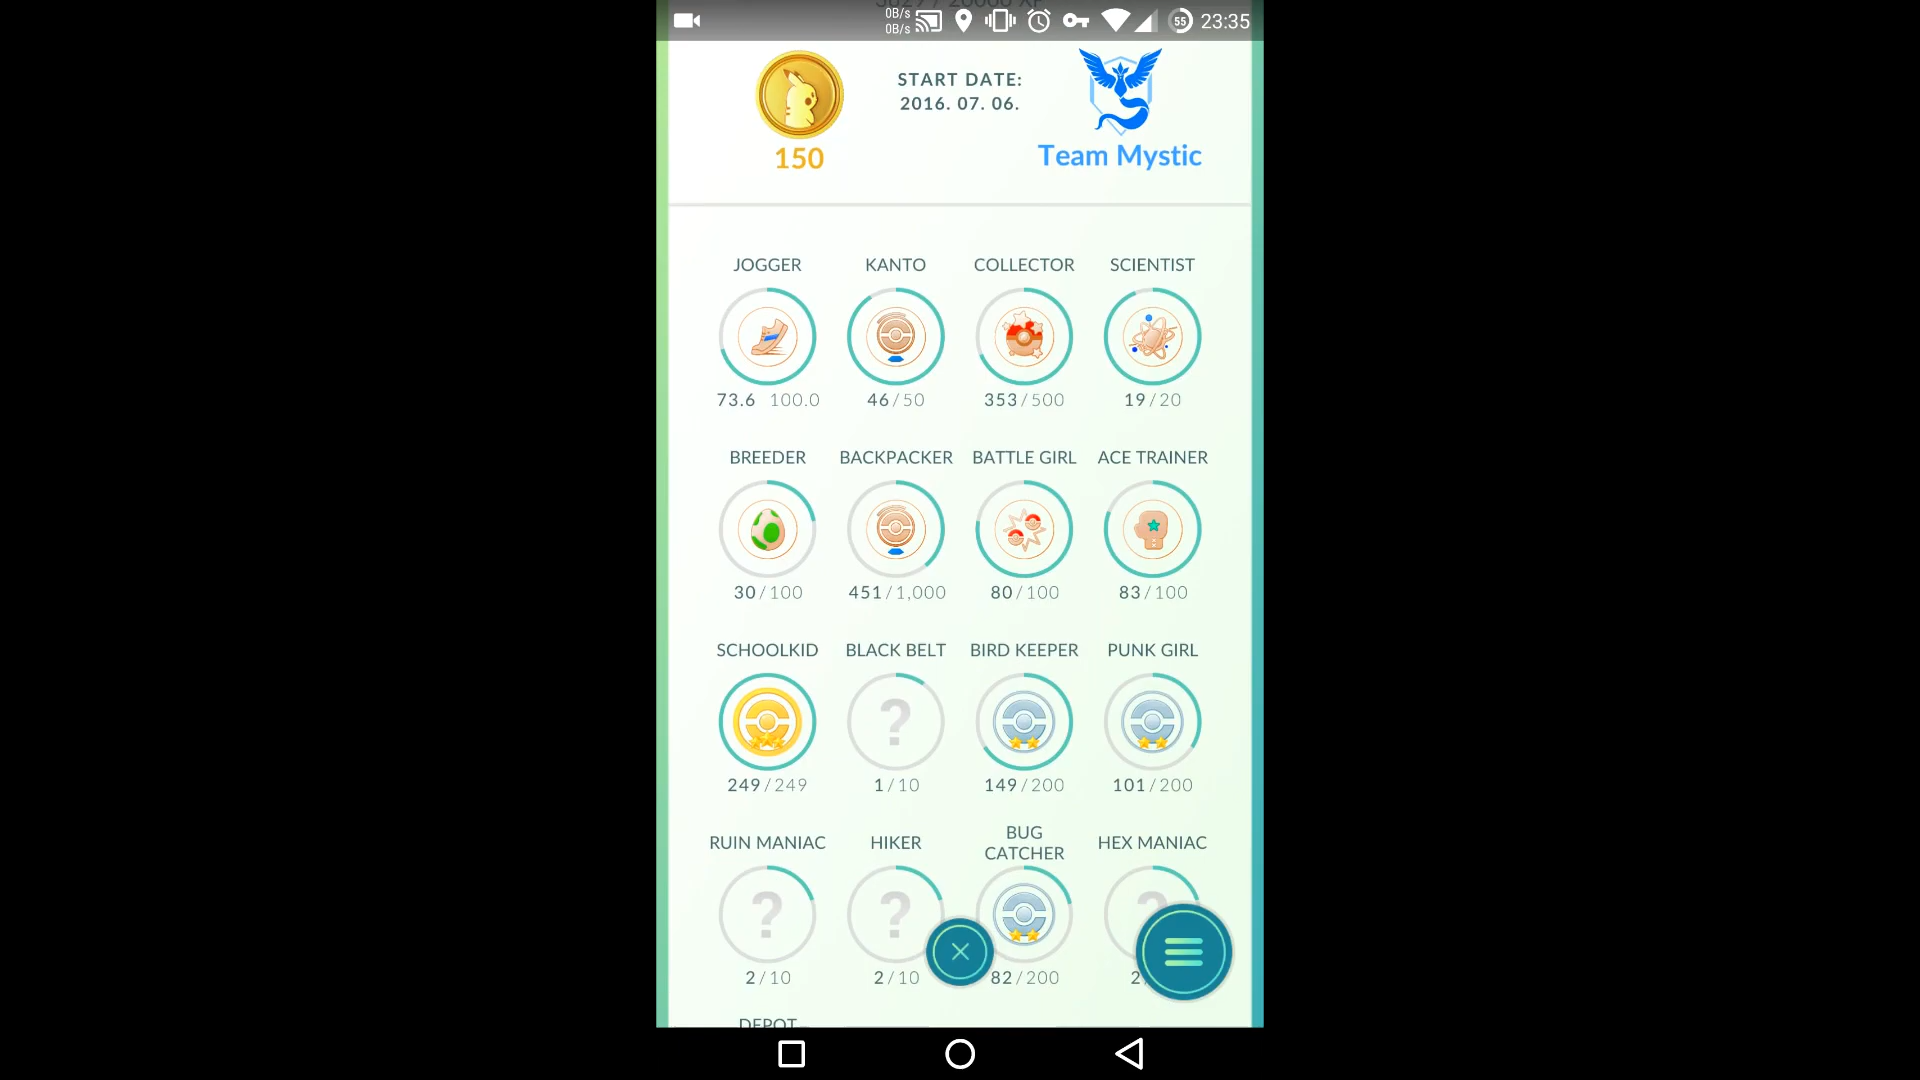 0B/s
0B/s
55
23:35
START DATE:
2016. 07. 06.
150
Team Mystic
JOGGER KANTO COLLECTOR SCIENTIST
73.6 100.0 46/50 353/500 19/20
BREEDER BACKPACKER BATTLE GIRL ACE TRAINER
30/100 451/1,000 80/100 83/100
SCHOOLKID BLACK BELT BIRD KEEPER PUNK GIRL
? 
249/249 1/10 149/200 101/200
RUIN MANIAC HIKER BUG CATCHER HEX MANIAC
? ? ?
2/10 2/10 82/200 2
DEPOT